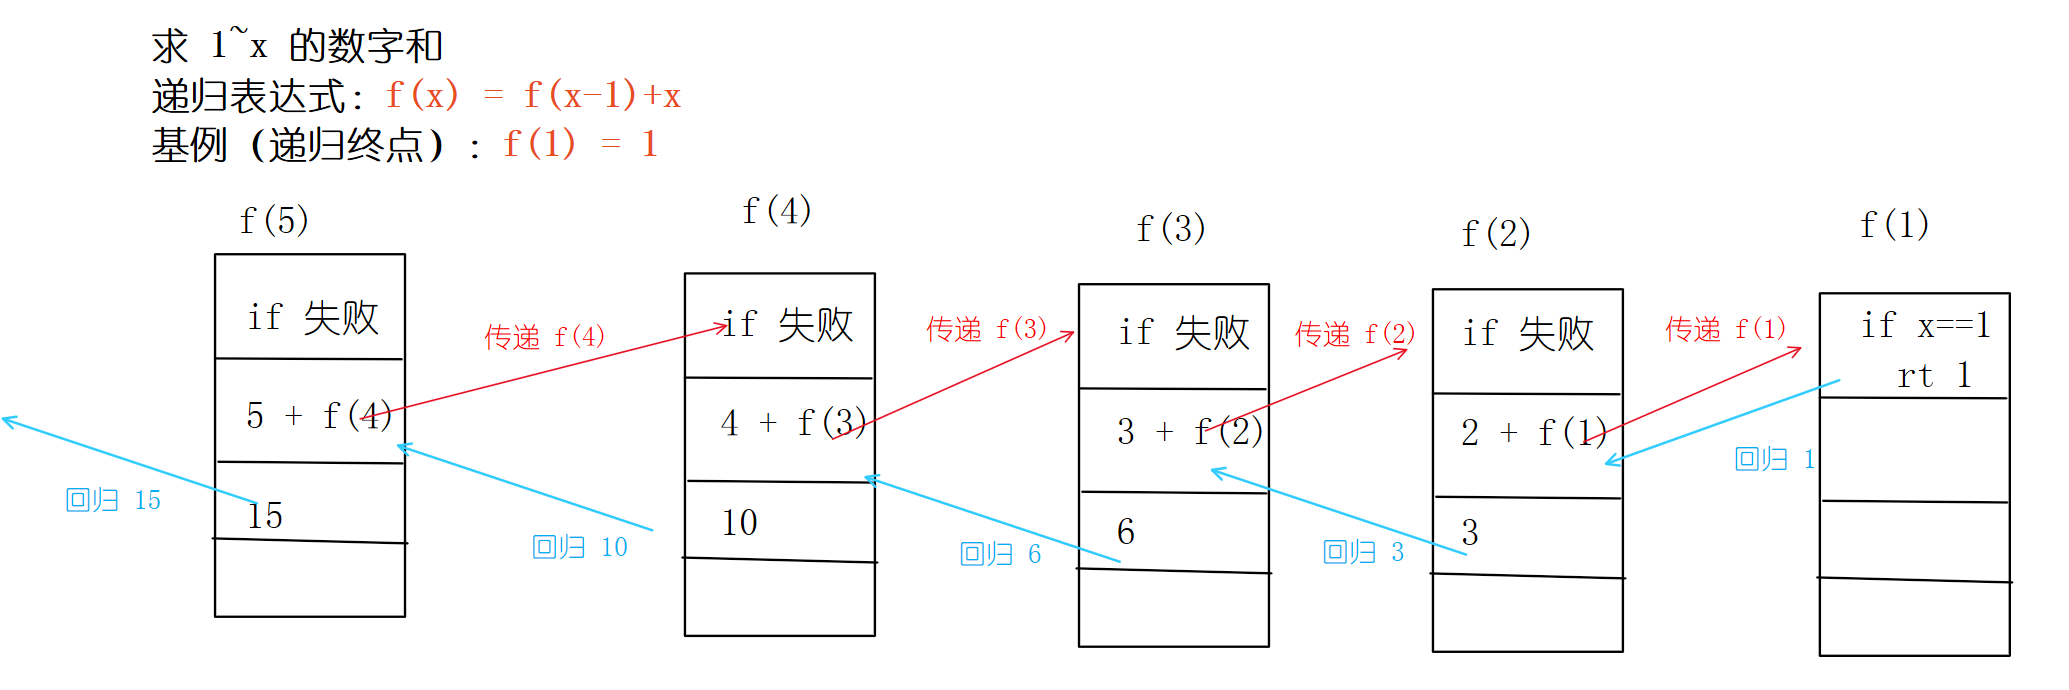 求 1~x 的数字和
递归表达式: f(x) = f(x-1)+x
基例（递归终点）: f(1) = 1
f(5)
if 失败
5 + f(4)
15
回归 15
传递 f(4)
回归 10
f(4)
if 失败
4 + f(3)
10
传递 f(3)
回归 6
f(3)
if 失败
3 + f(2)
6
传递 f(2)
回归 3
f(2)
if 失败
2 + f(1)
3
传递 f(1)
回归 1
f(1)
if x==1
rt 1